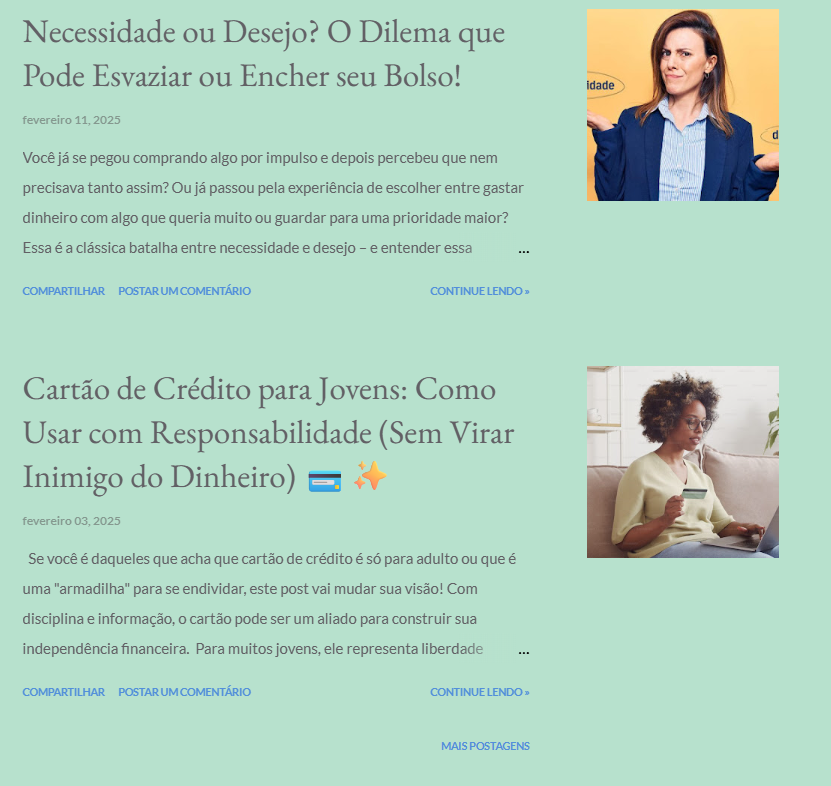 Necessidade ou Desejo? O Dilema que
Pode Esvaziar ou Encher seu Bolso!
fevereiro 11, 2025
Você já se pegou comprando algo por impulso e depois percebeu que nem
precisava tanto assim? Ou já passou pela experiência de escolher entre gastar
dinheiro com algo que queria muito ou guardar para uma prioridade maior?
Essa é a clássica batalha entre necessidade e desejo – e entender essa
...
COMPARTILHAR POSTAR UM COMENTÁRIO CONTINUE LENDO »
idade
d
Cartão de Crédito para Jovens: Como
Usar com Responsabilidade (Sem Virar
Inimigo do Dinheiro) 💳 ✨
fevereiro 03, 2025
Se você é daqueles que acha que cartão de crédito é só para adulto ou que é
uma "armadilha" para se endividar, este post vai mudar sua visão! Com
disciplina e informação, o cartão pode ser um aliado para construir sua
independência financeira. Para muitos jovens, ele representa liberdade
...
COMPARTILHAR POSTAR UM COMENTÁRIO CONTINUE LENDO »
MAIS POSTAGENS